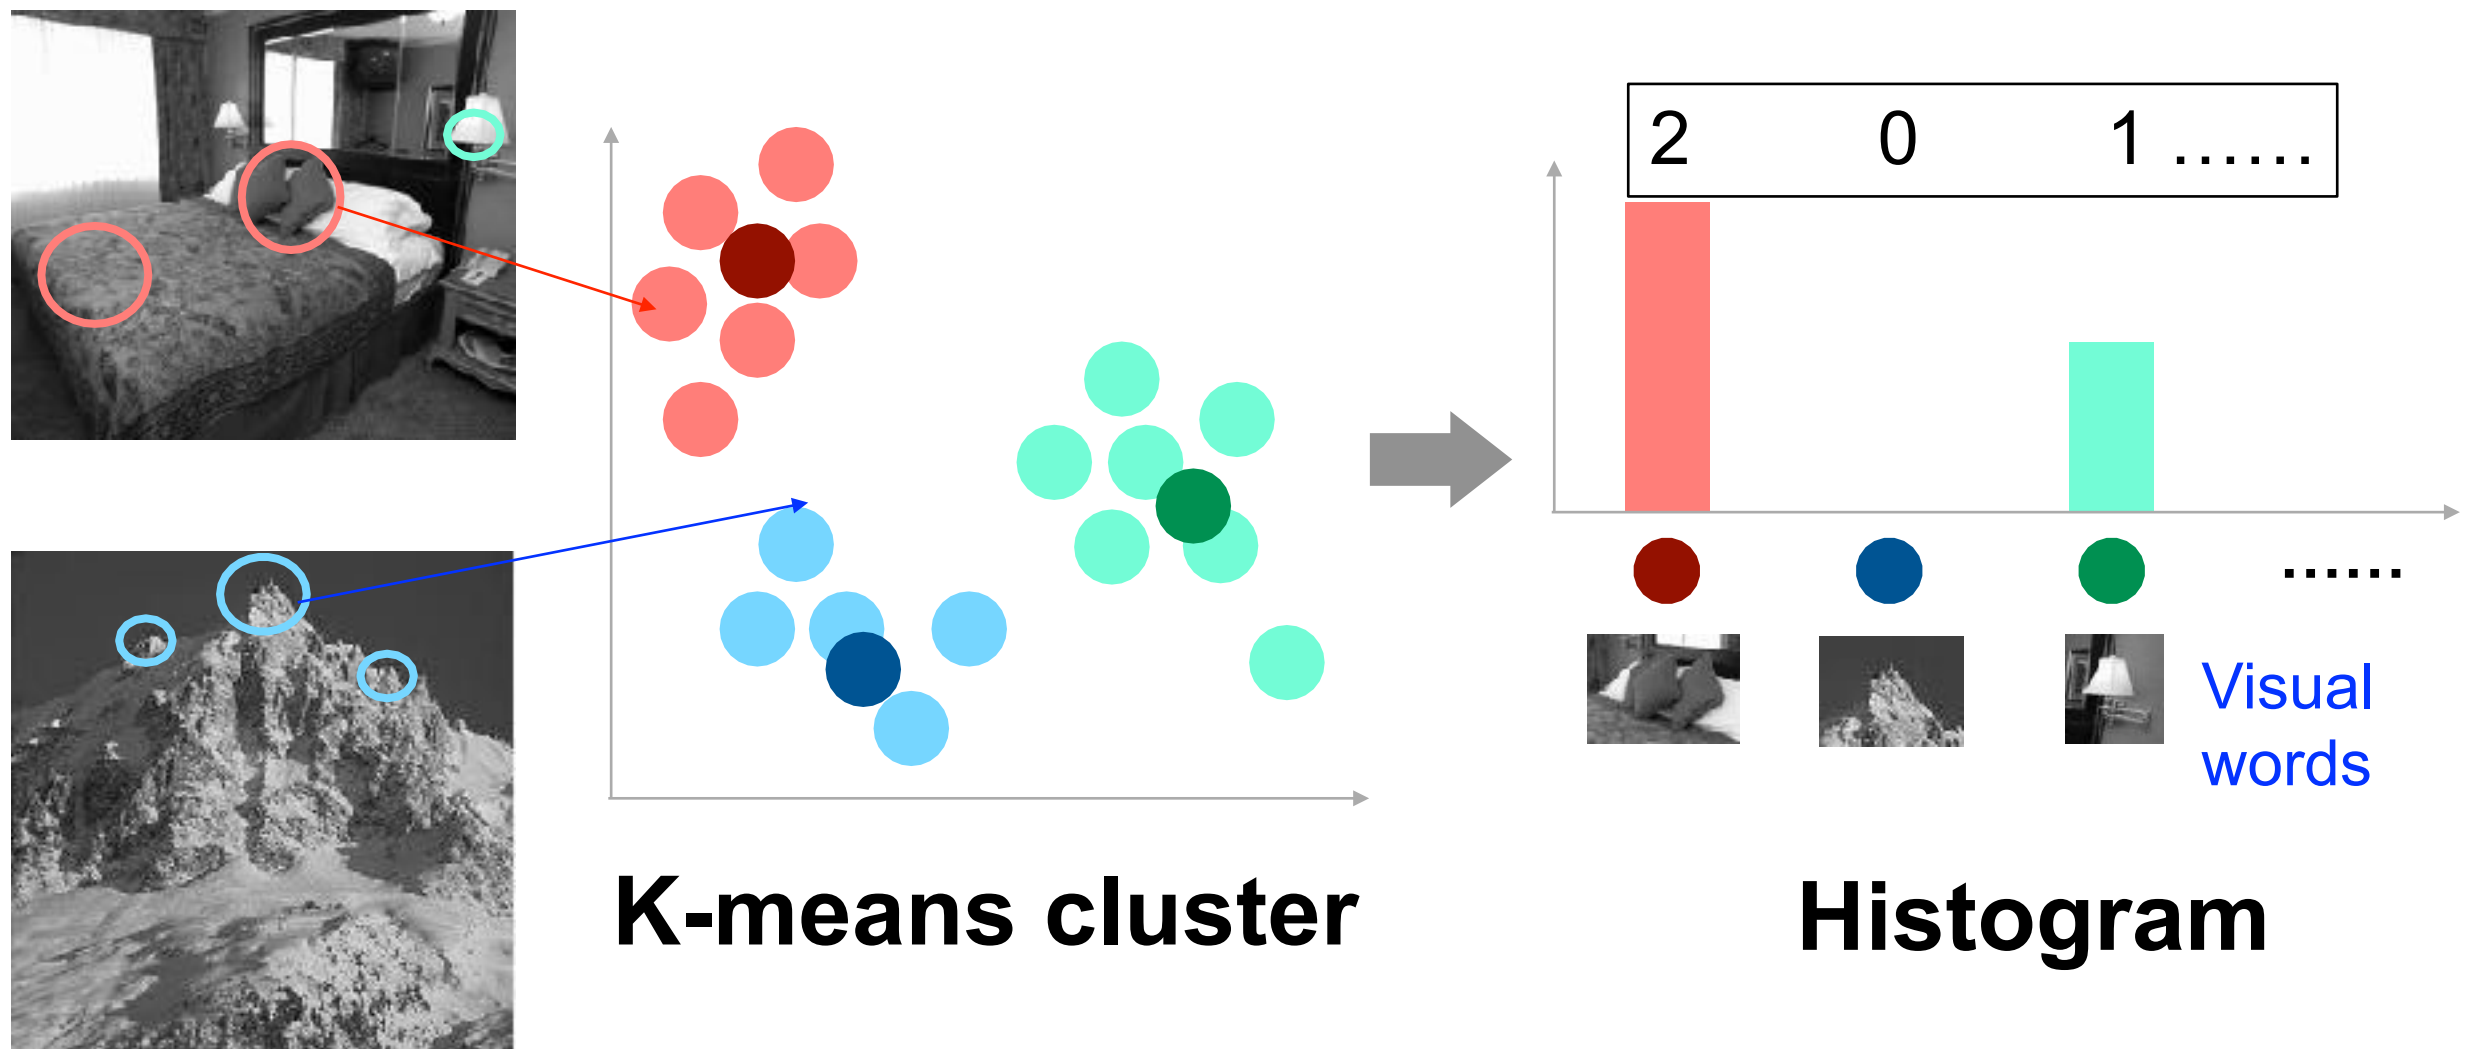 2 0 1 ......
......
Visual
words
K-means cluster
Histogram